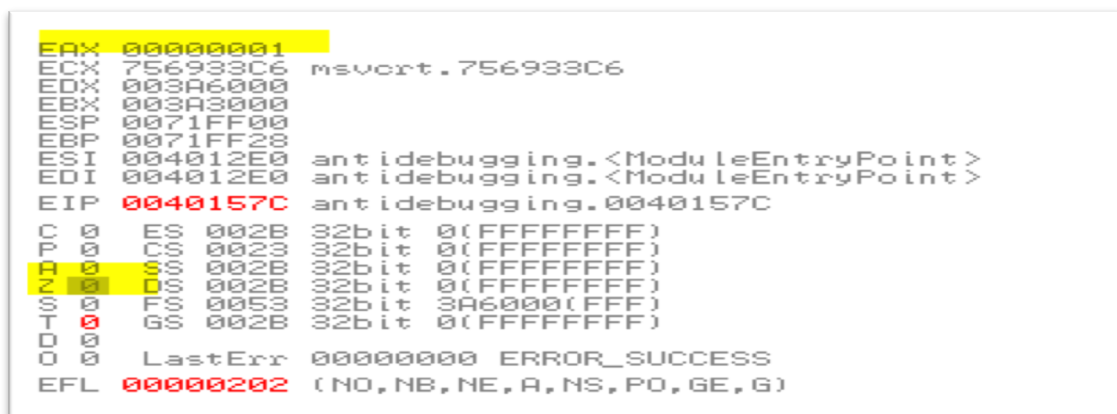 EAX 00000001
ECX 756933C6 msvcrt.756933C6
EDX 003A6000
EBX 003A3000
ESP 0071FF00
EBP 0071FF28
ESI 004012E0 antidebugging.<ModuleEntryPoint>
EDI 004012E0 antidebugging.<ModuleEntryPoint>
EIP 0040157C antidebugging.0040157C
C 0 ES 002B 32bit 0(FFFFFFFF)
P 0 CS 0023 32bit 0(FFFFFFFF)
A 0 SS 002B 32bit 0(FFFFFFFF)
Z 0 DS 002B 32bit 0(FFFFFFFF)
S 0 FS 0053 32bit 3A6000(FFF)
T 0 GS 002B 32bit 0(FFFFFFFF)
D 0
O 0 LastErr 00000000 ERROR_SUCCESS
EFL 00000202 (NO,NB,NE,A,NS,PO,GE,G)